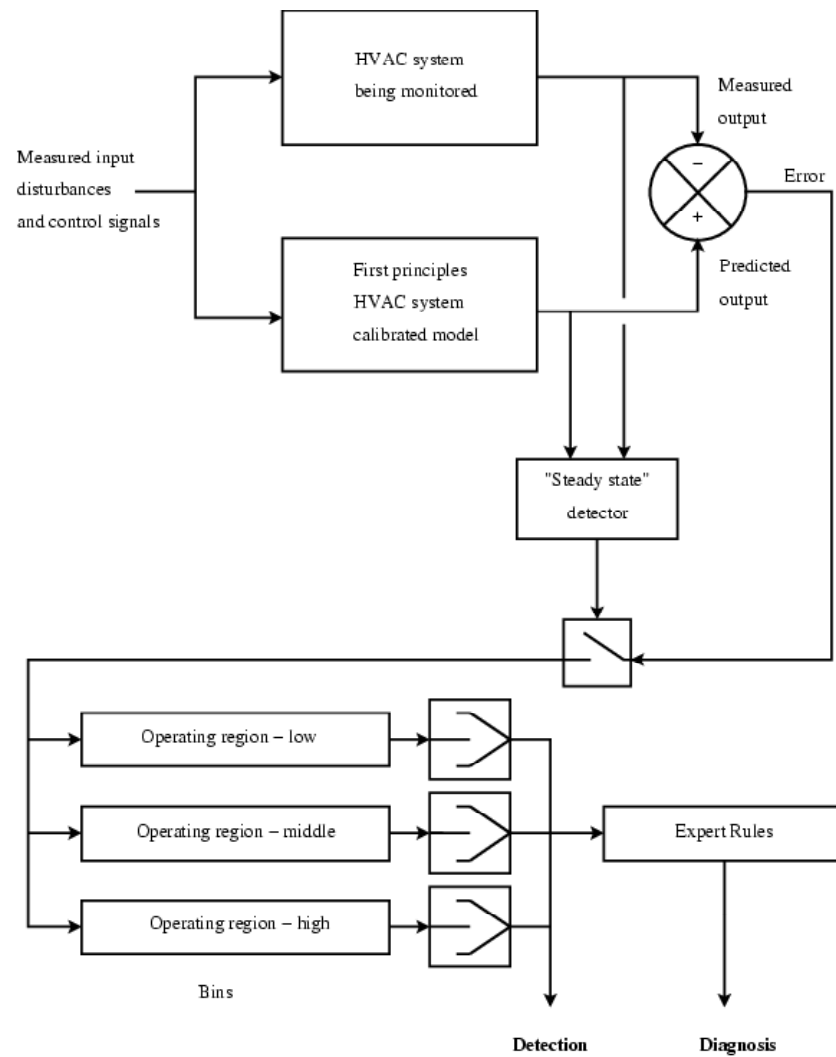 HVAC system
being monitored
Measured
output
Measured input
disturbances
and control signals
−
+
Error
First principles
HVAC system
calibrated model
Predicted
output
"Steady state"
detector
Operating region − low
Operating region − middle
Expert Rules
Operating region − high
Bins
Detection
Diagnosis